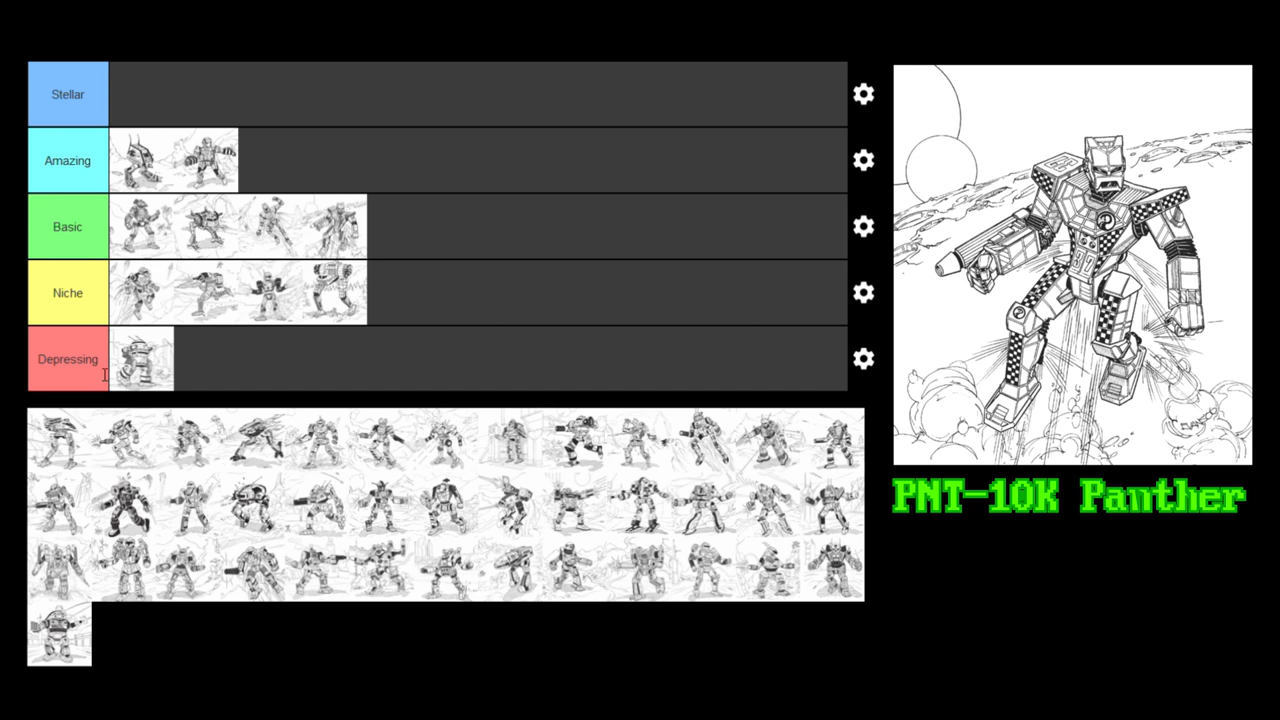 Stellar
Amazing
Basic
Niche
Depressing
PNT-10K Panther